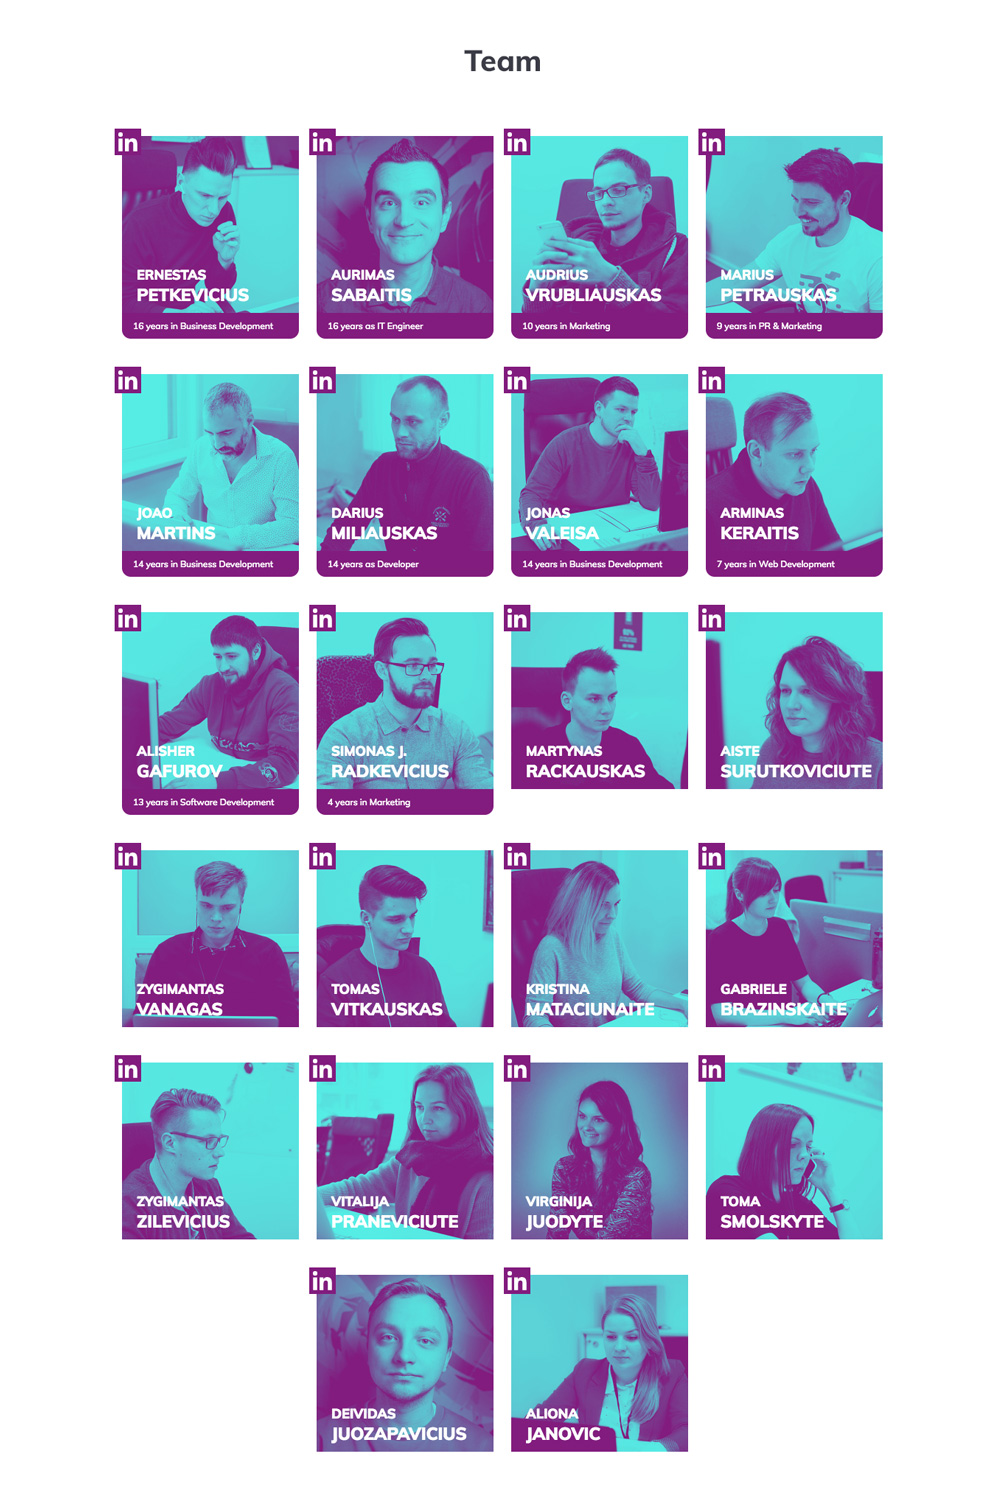 Team
in
ERNESTAS
PETKEVICIUS
16 years in Business Development
in
AURIMAS
SABAITIS
16 years as IT Engineer
in
AUDRIUS
VRUBLIAUSKAS
10 years in Marketing
in
MARIUS
PETRAUSKAS
9 years in PR & Marketing
in
JOAO
MARTINS
14 years in Business Development
in
DARIUS
MILIAUSKAS
14 years as Developer
in
JONAS
VALEISA
14 years in Business Development
in
ARMINAS
KERAITIS
7 years in Web Development
in
ALISHER
GAFUROV
13 years in Software Development
in
SIMONAS J.
RADKEVICIUS
4 years in Marketing
MARTYNAS
RACKAUSKAS
in
AISTE
SURUTKOVICIUTE
in
ZYGIMANTAS
VANAGAS
in
TOMAS
VITKAUSKAS
in
KRISTINA
MATACIUNAITE
in
GABRIELE
BRAZINSKAITE
in
ZYGIMANTAS
ZILEVICIUS
in
VITALIJA
PRANEVICIUTE
in
VIRGINIJA
JUODYTE
in
TOMA
SMOLSKYTE
in
DEIVIDAS
JUOZAPAVICIUS
in
ALIONA
JANOVIC